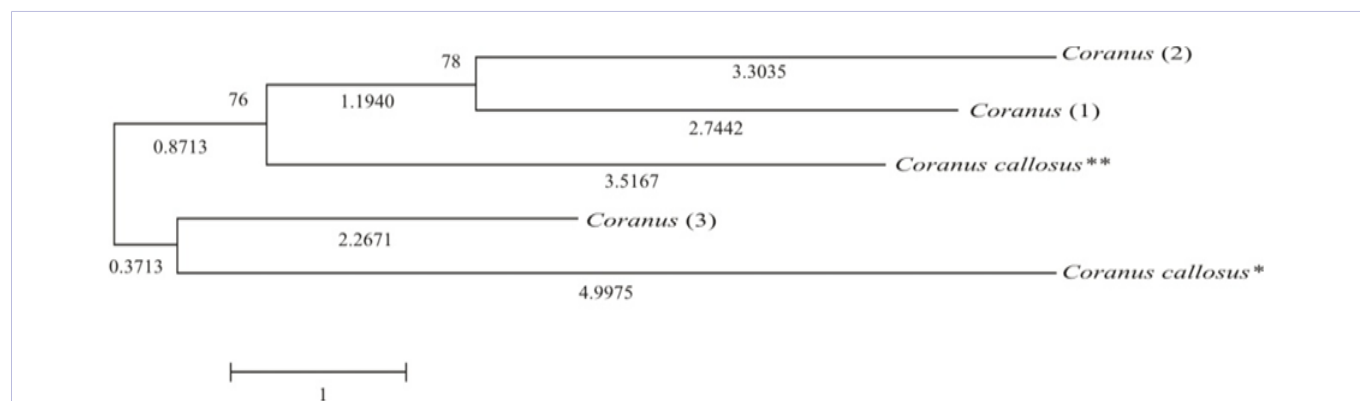 78
Coranus (2)
3.3035
76
1.1940
Coranus (1)
2.7442
0.8713
Coranus callosus**
3.5167
Coranus (3)
2.2671
0.3713
Coranus callosus*
4.9975
1